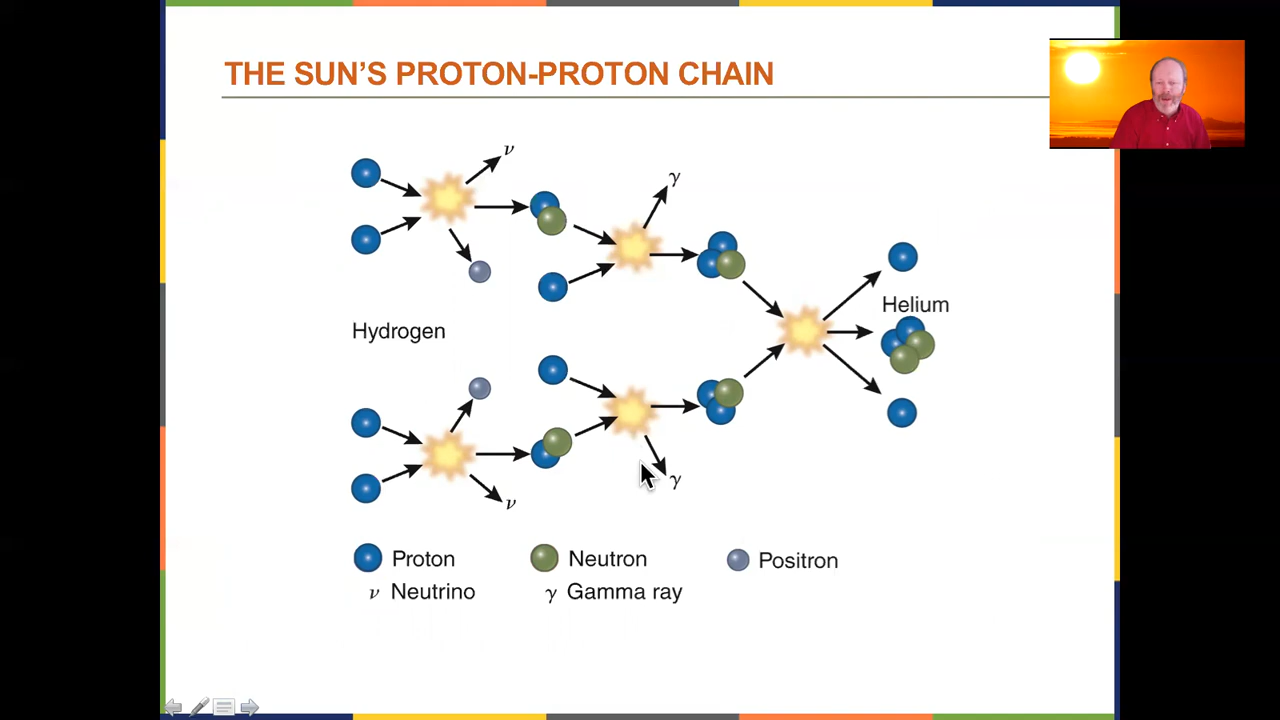 THE SUN'S PROTON-PROTON CHAIN
ν
γ
Helium
Hydrogen
γ
ν
Proton
Neutron
Positron
ν Neutrino
γ Gamma ray